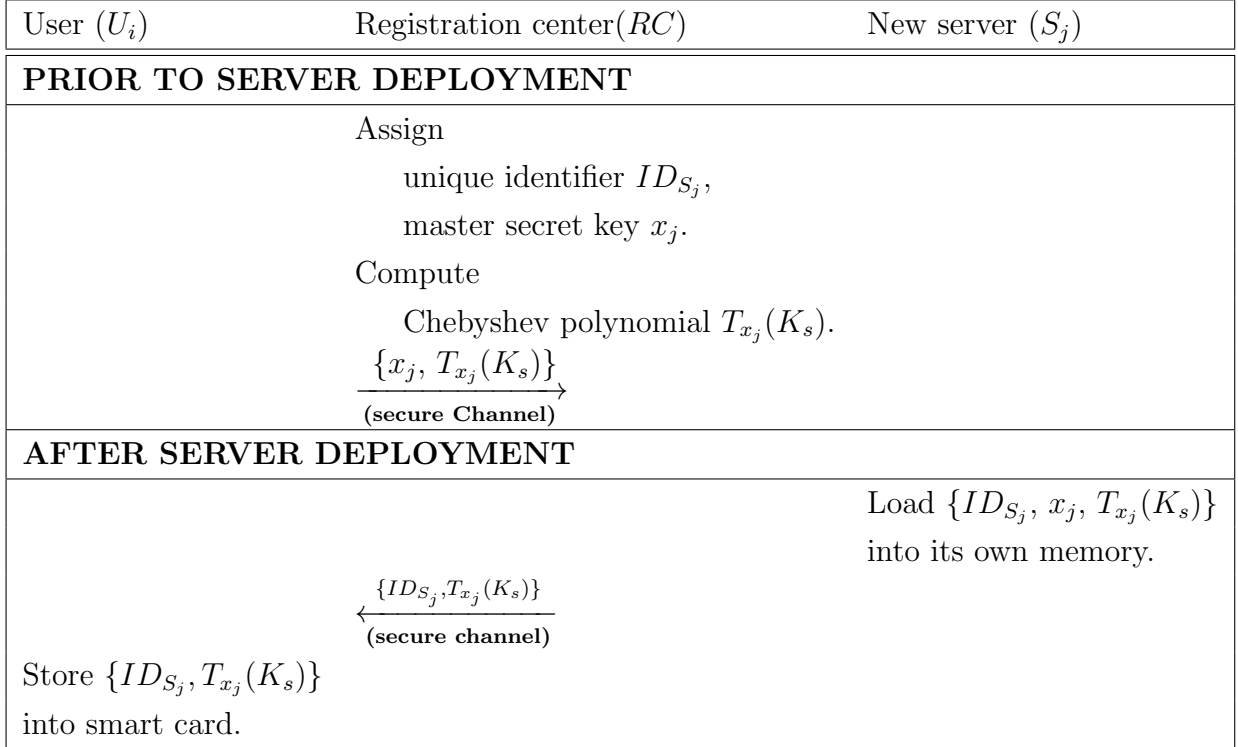 User (U_i) Registration center(RC) New server (S_j)
PRIOR TO SERVER DEPLOYMENT
Assign
unique identifier ID_{S_j},
master secret key x_j.
Compute
Chebyshev polynomial T_{x_j}(K_s).
{x_j, T_{x_j}(K_s)}
(secure Channel)
AFTER SERVER DEPLOYMENT
Load {ID_{S_j}, x_j, T_{x_j}(K_s)}
into its own memory.
{ID_{S_j},T_{x_j}(K_s)}
(secure channel)
Store {ID_{S_j},T_{x_j}(K_s)}
into smart card.